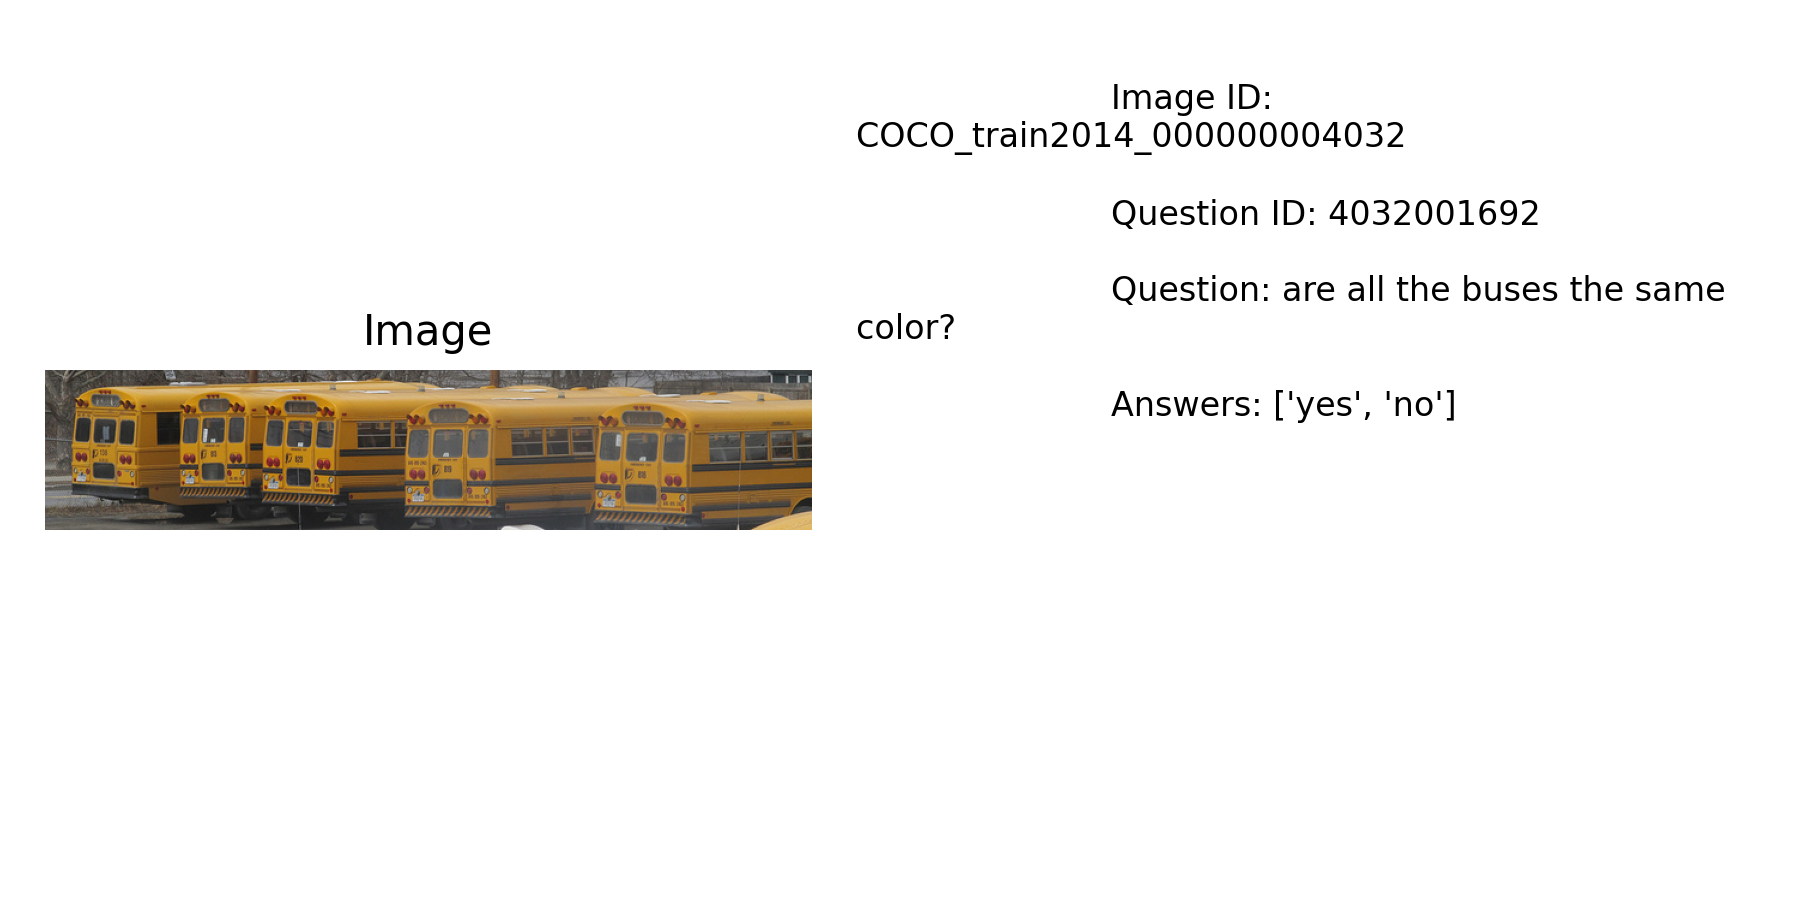 Image ID:
COCO_train2014_000000004032
Question ID: 4032001692
Question: are all the buses the same
color?
Answers: ['yes', 'no']
Image